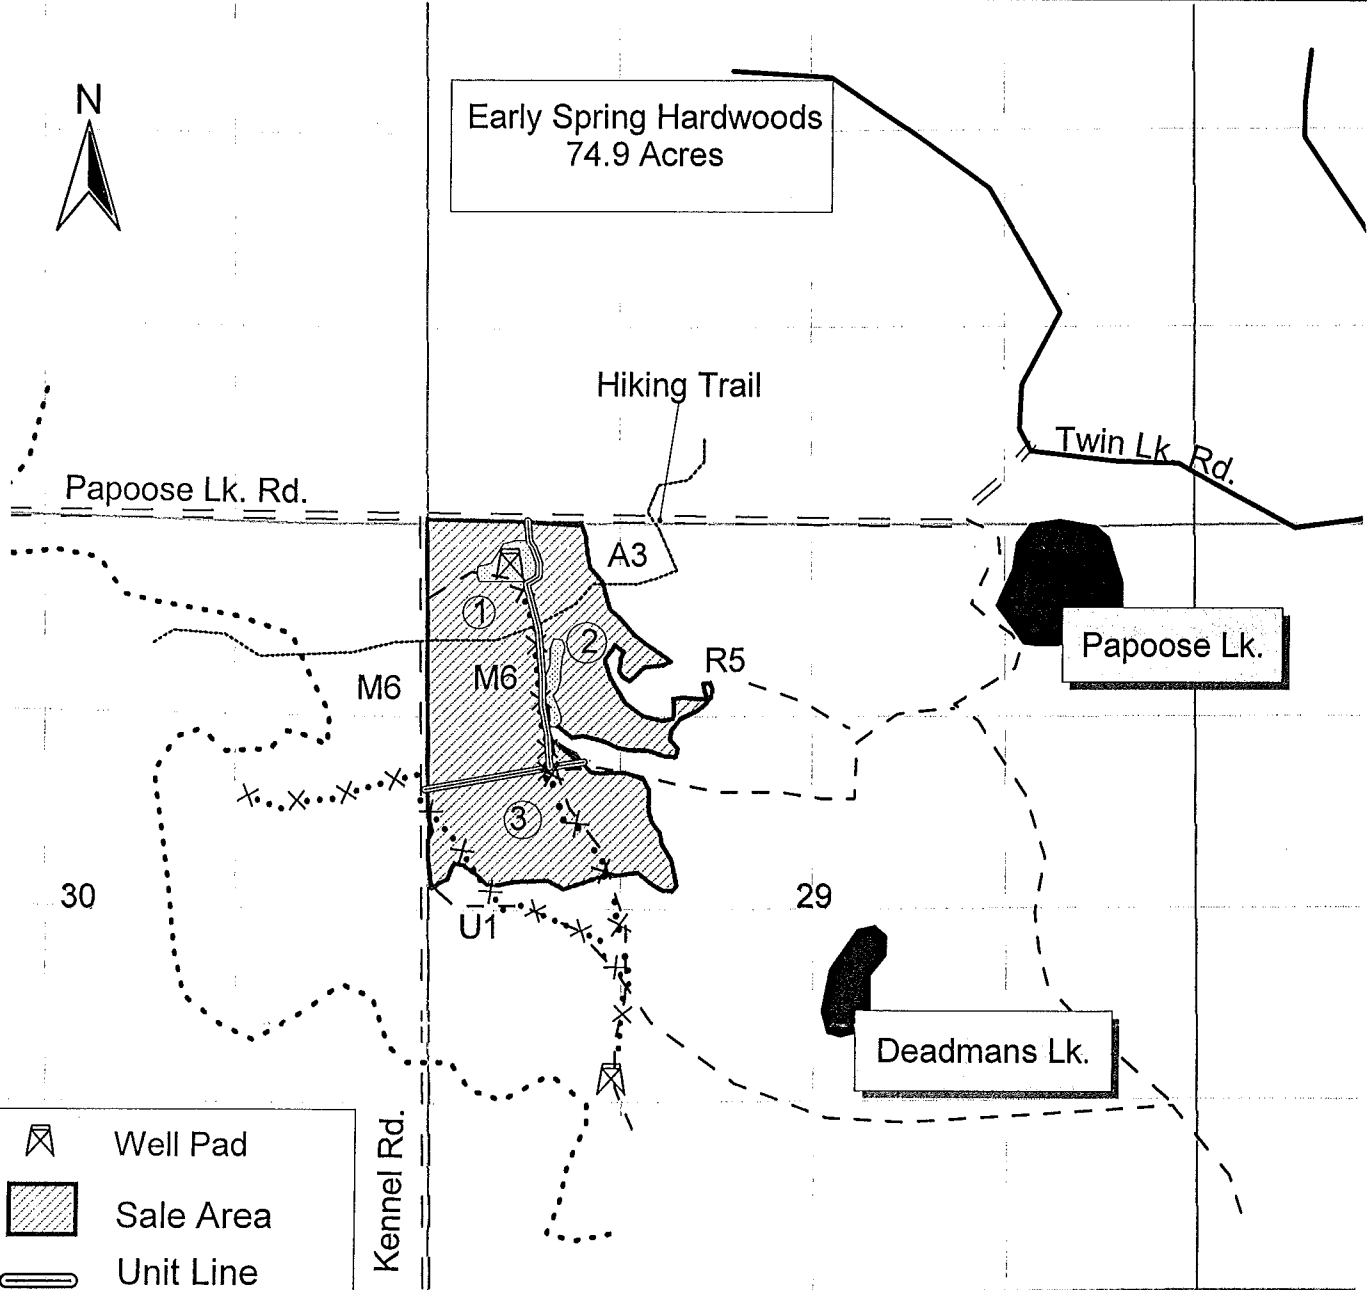 N
Early Spring Hardwoods
74.9 Acres
Hiking Trail
Twin Lk. Rd.
Papoose Lk. Rd.
A3
1
2
Papoose Lk.
R5
M6
M6
3
30
29
U1
Deadmans Lk.
Kennel Rd.
Well Pad
Sale Area
Unit Line